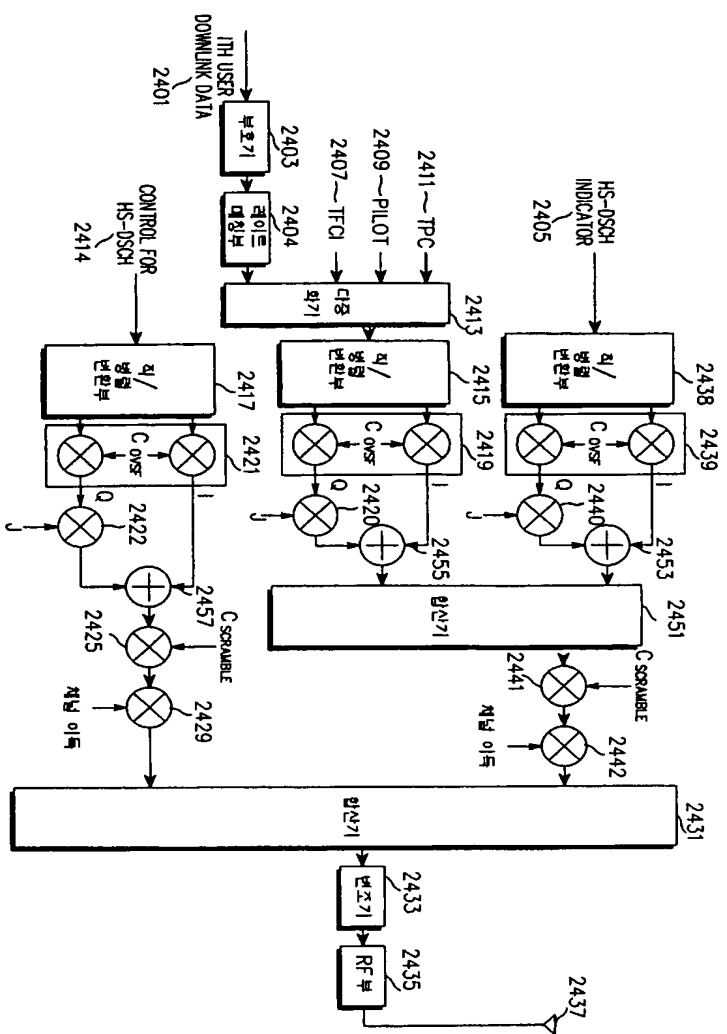 HS-DSCH
INDICATOR
2405
2438
직/
병렬
변환부
2439
C OVSF
I
Q
J
2440
2453
2411 TPC
2409 PILOT
2407 TFCI
ITH USER
DOWNLINK DATA
2401
2403
부호기
2404
레이트
매칭부
2413
다중
화기
2415
직/
병렬
변환부
2419
C OVSF
I
Q
J
2420
2455
2451
합산기
C SCRAMBLE
2441
2442
채널 이득
CONTROL FOR
HS-DSCH
2414
2417
직/
병렬
변환부
2421
C OVSF
I
Q
J
2422
2457
C SCRAMBLE
2425
2429
채널 이득
2431
합산기
2433
변조기
2435
RF부
2437